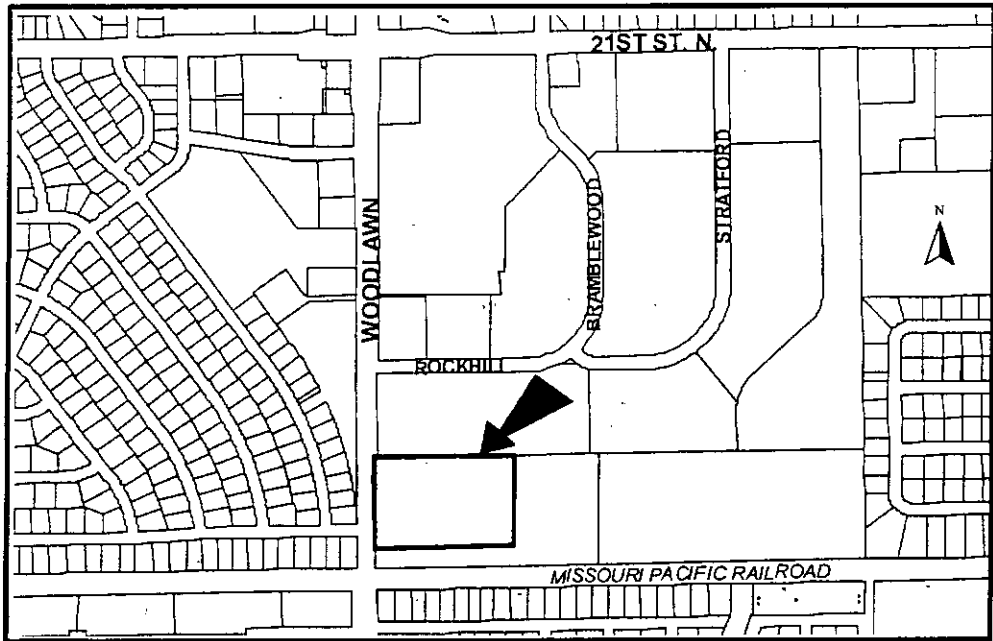 21ST ST. N.
WOODLAWN
BRAMBLEWOOD
STRATFORD
N
ROCKHILL
MISSOURI PACIFIC RAILROAD